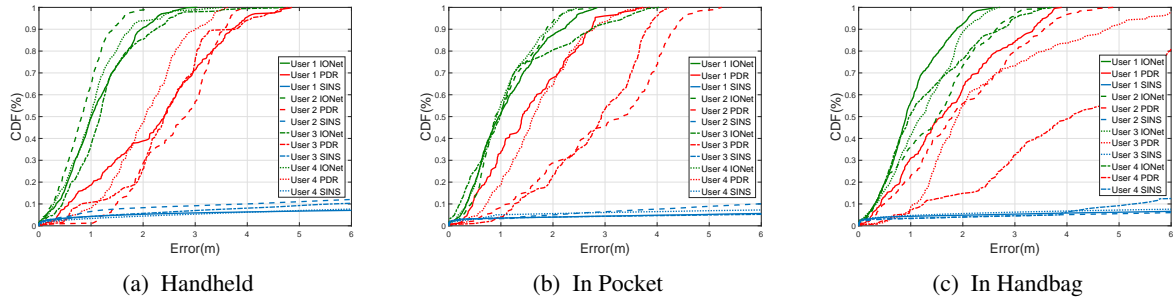 CDF(%)
1
0.9
0.8
0.7
0.6
0.5
0.4
0.3
0.2
0.1
0
0 1 2 3 4 5 6
Error(m)
User 1 IONet
User 1 PDR
User 1 SINS
User 2 IONet
User 2 PDR
User 2 SINS
User 3 IONet
User 3 PDR
User 3 SINS
User 4 IONet
User 4 PDR
User 4 SINS
(a) Handheld
CDF(%)
1
0.9
0.8
0.7
0.6
0.5
0.4
0.3
0.2
0.1
0
0 1 2 3 4 5 6
Error(m)
User 1 IONet
User 1 PDR
User 1 SINS
User 2 IONet
User 2 PDR
User 2 SINS
User 3 IONet
User 3 PDR
User 3 SINS
User 4 IONet
User 4 PDR
User 4 SINS
(b) In Pocket
CDF(%)
1
0.9
0.8
0.7
0.6
0.5
0.4
0.3
0.2
0.1
0
0 1 2 3 4 5 6
Error(m)
User 1 IONet
User 1 PDR
User 1 SINS
User 2 IONet
User 2 PDR
User 2 SINS
User 3 IONet
User 3 PDR
User 3 SINS
User 4 IONet
User 4 PDR
User 4 SINS
(c) In Handbag